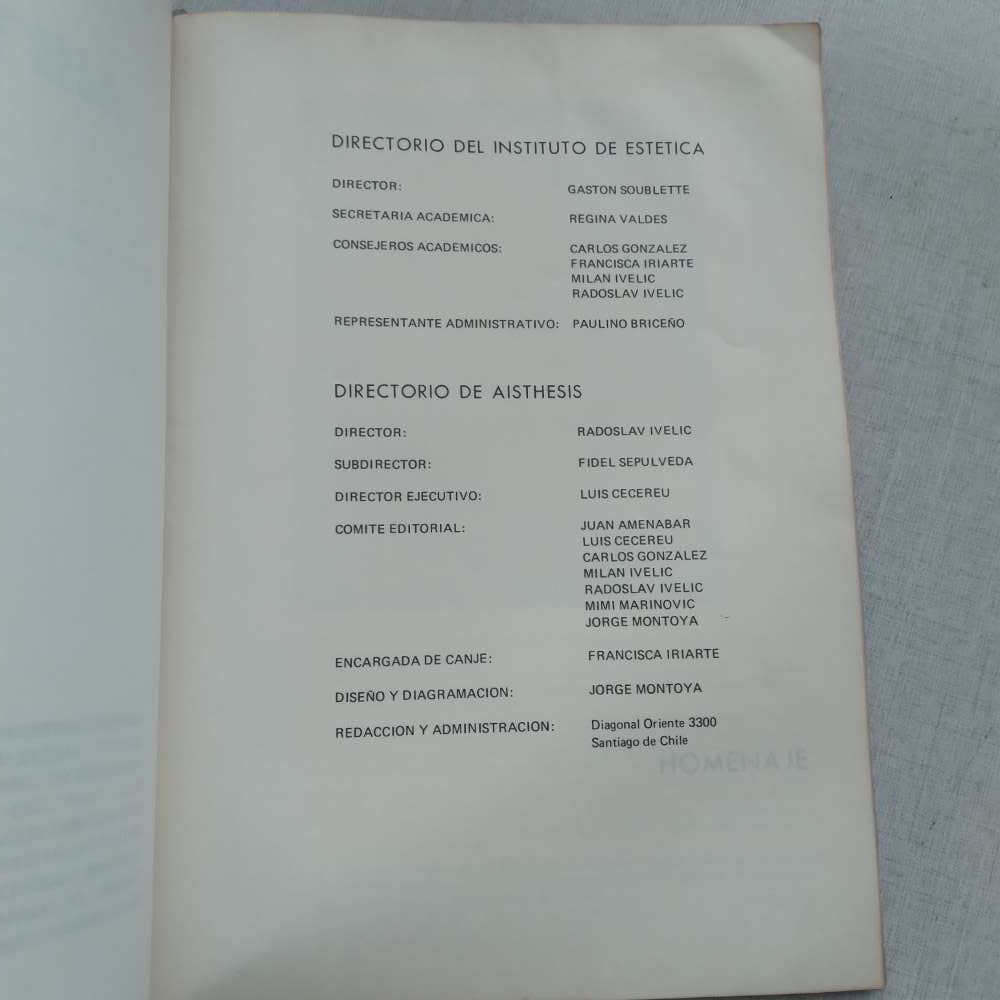 DIRECTORIO DEL INSTITUTO DE ESTETICA
DIRECTOR: GASTON SOUBLETTE
SECRETARIA ACADEMICA: REGINA VALDES
CONSEJEROS ACADEMICOS: CARLOS GONZALEZ
FRANCISCA IRIARTE
MILAN IVELIC
RADOSLAV IVELIC
REPRESENTANTE ADMINISTRATIVO: PAULINO BRICEÑO
DIRECTORIO DE AISTHESIS
DIRECTOR: RADOSLAV IVELIC
SUBDIRECTOR: FIDEL SEPULVEDA
DIRECTOR EJECUTIVO: LUIS CECEREU
COMITE EDITORIAL: JUAN AMENABAR
LUIS CECEREU
CARLOS GONZALEZ
MILAN IVELIC
RADOSLAV IVELIC
MIMI MARINOVIC
JORGE MONTOYA
ENCARGADA DE CANJE: FRANCISCA IRIARTE
DISEÑO Y DIAGRAMACION: JORGE MONTOYA
REDACCION Y ADMINISTRACION: Diagonal Oriente 3300
Santiago de Chile
HOMENAJE